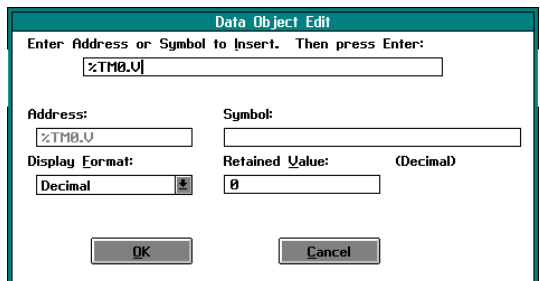 Data Object Edit
Enter Address or Symbol to Insert. Then press Enter:
%TM0.V
Address: Symbol:
%TM0.V
Display Format: Retained Value: (Decimal)
Decimal 0
OK Cancel